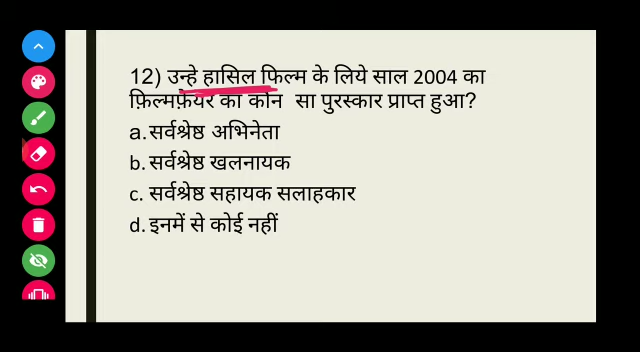 12) उन्हे हासिल फिल्म के लिये साल 2004 का
फ़िल्मफ़ेयर का कौन सा पुरस्कार प्राप्त हुआ?
a. सर्वश्रेष्ठ अभिनेता
b. सर्वश्रेष्ठ खलनायक
c. सर्वश्रेष्ठ सहायक सलाहकार
d. इनमें से कोई नहीं